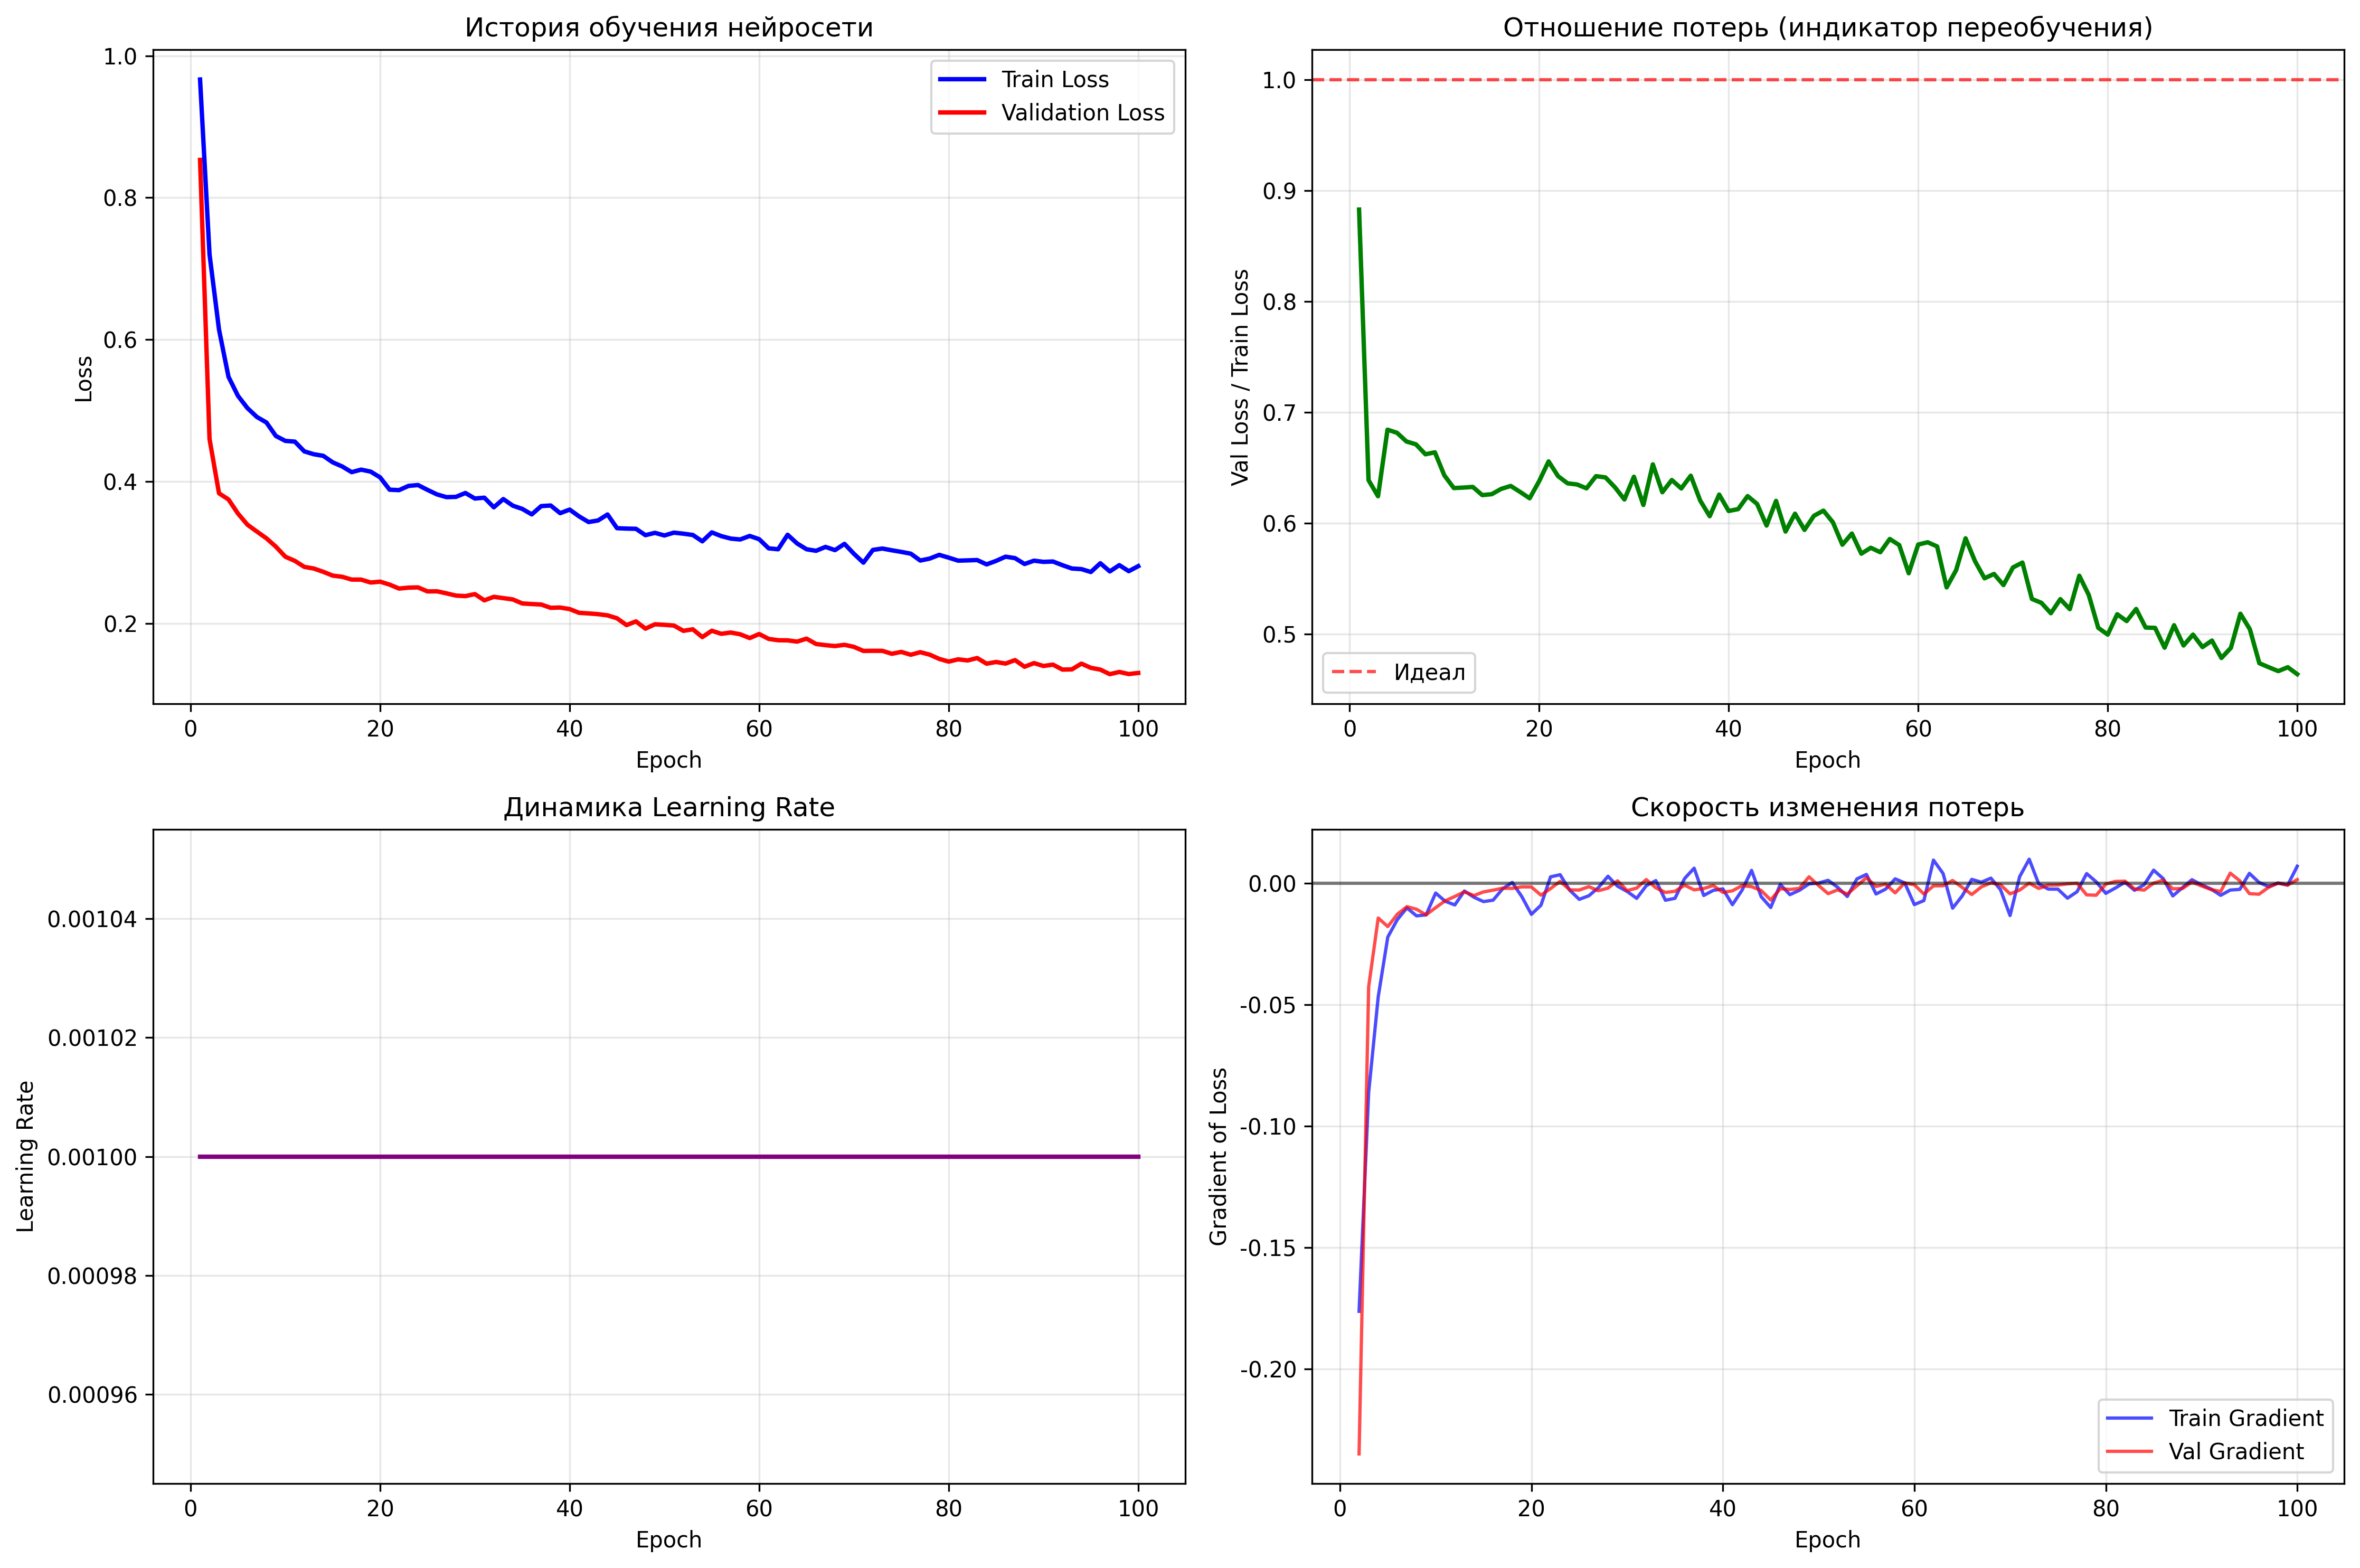 История обучения нейросети
Train Loss
Validation Loss
1.0
0.8
0.6
0.4
0.2
Loss
0 20 40 60 80 100
Epoch
Отношение потерь (индикатор переобучения)
1.0
0.9
0.8
0.7
0.6
0.5
Val Loss / Train Loss
Идеал
0 20 40 60 80 100
Epoch
Динамика Learning Rate
0.00104
0.00102
0.00100
0.00098
0.00096
Learning Rate
0 20 40 60 80 100
Epoch
Скорость изменения потерь
0.00
-0.05
-0.10
-0.15
-0.20
Gradient of Loss
Train Gradient
Val Gradient
0 20 40 60 80 100
Epoch